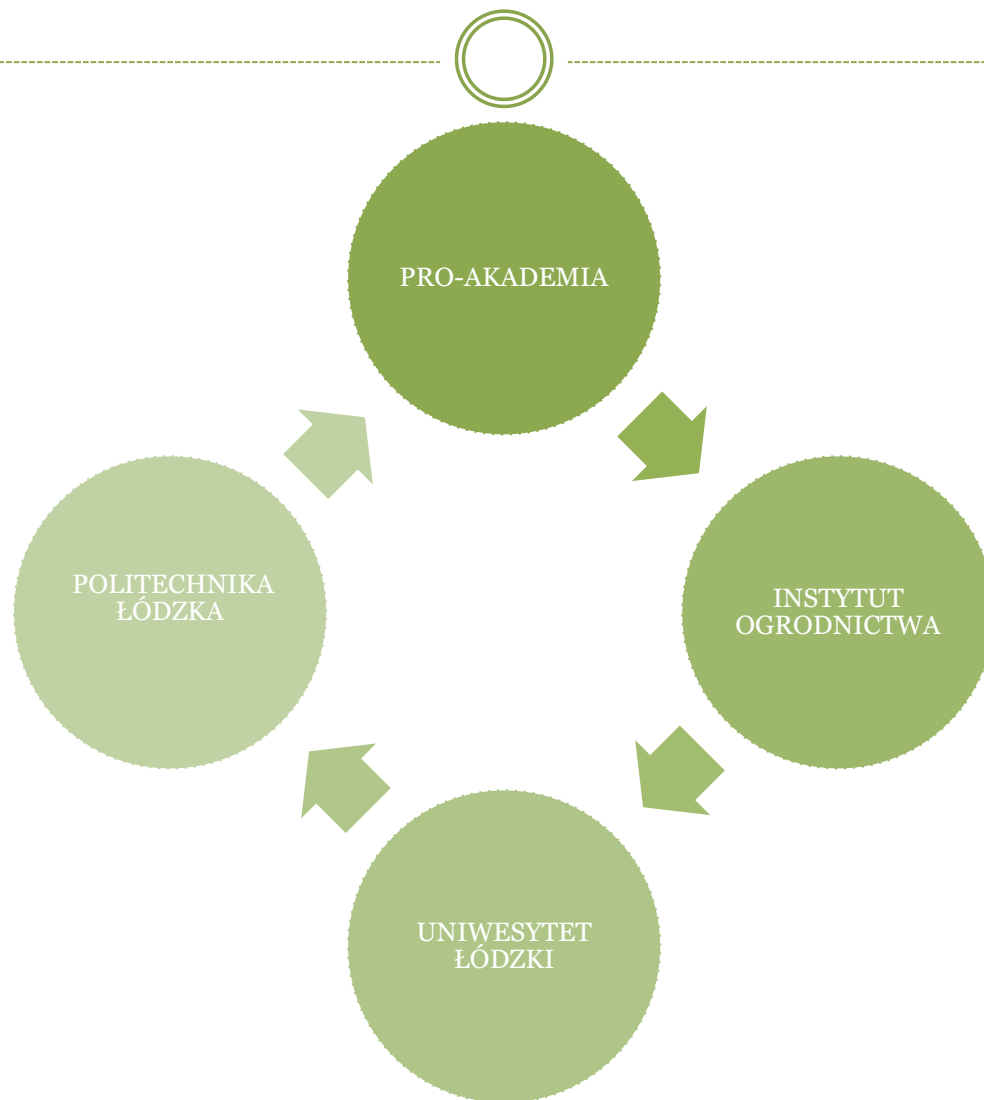 PRO-AKADEMIA
INSTYTUT
OGRODNICTWA
UNIWESYTET
ŁÓDZKI
POLITECHNIKA
ŁÓDZKA